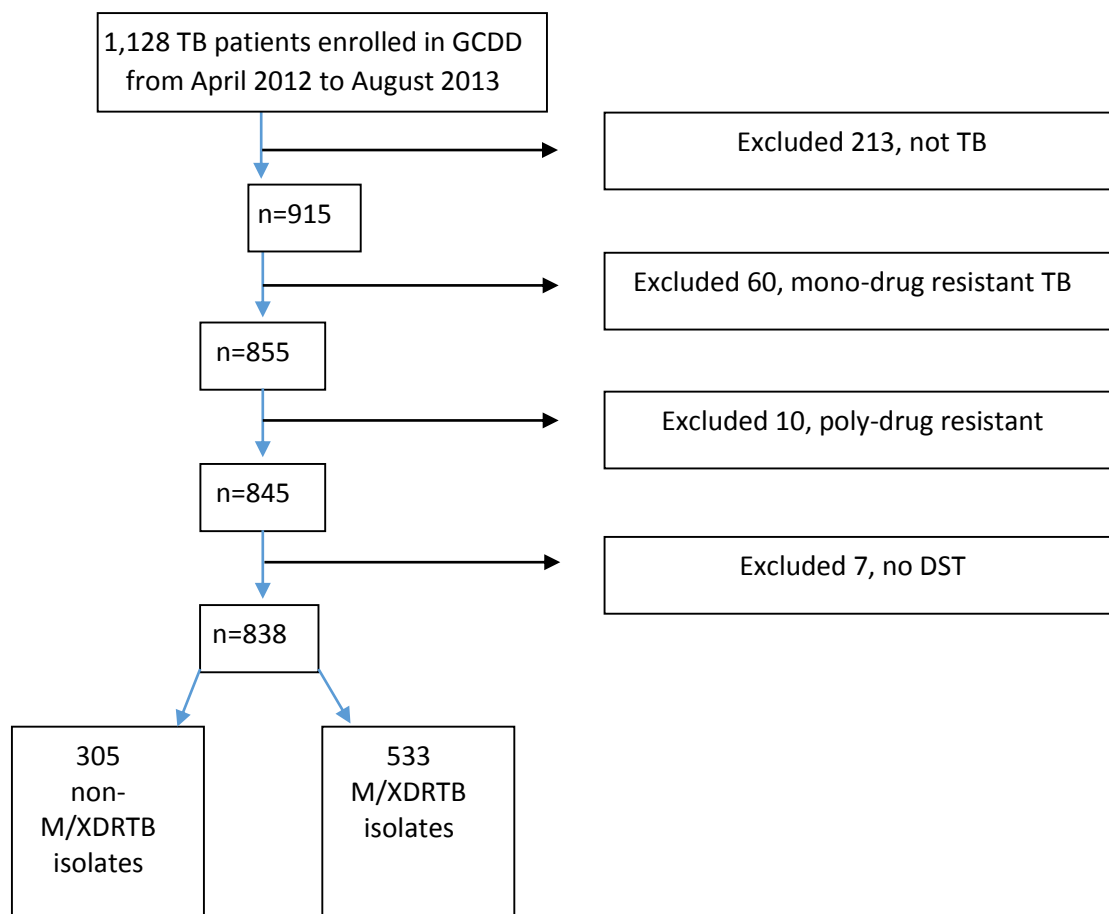 1,128 TB patients enrolled in GCDD
from April 2012 to August 2013
Excluded 213, not TB
n=915
Excluded 60, mono-drug resistant TB
n=855
Excluded 10, poly-drug resistant
n=845
Excluded 7, no DST
n=838
305
non-
M/XDRTB
isolates
533
M/XDRTB
isolates